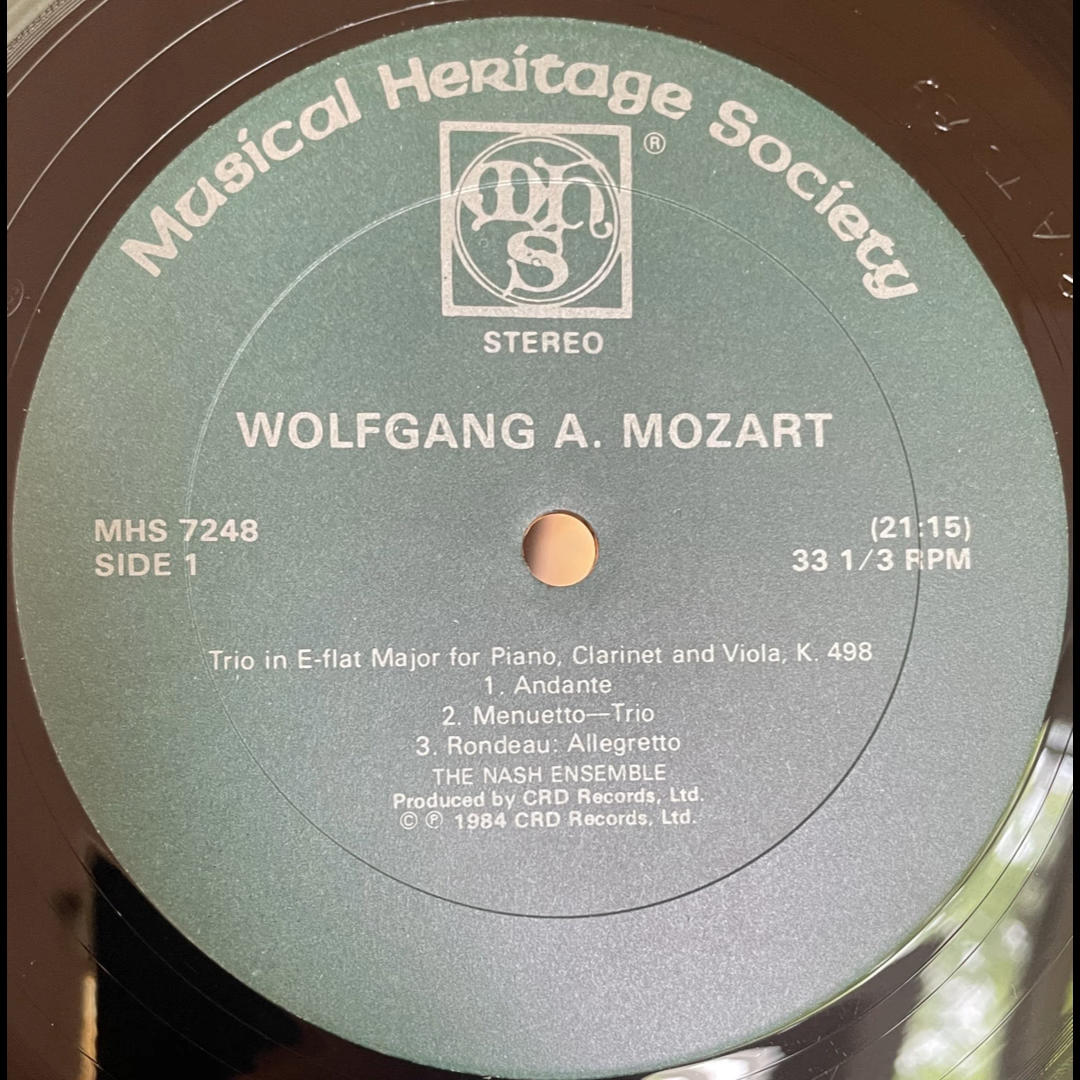 Musical Heritage Society
mhs
®
STEREO
WOLFGANG A. MOZART
MHS 7248
SIDE 1
(21:15)
33 1/3 RPM
Trio in E-flat Major for Piano, Clarinet and Viola, K. 498
1. Andante
2. Menuetto—Trio
3. Rondeau: Allegretto
THE NASH ENSEMBLE
Produced by CRD Records, Ltd.
© ℗ 1984 CRD Records, Ltd.